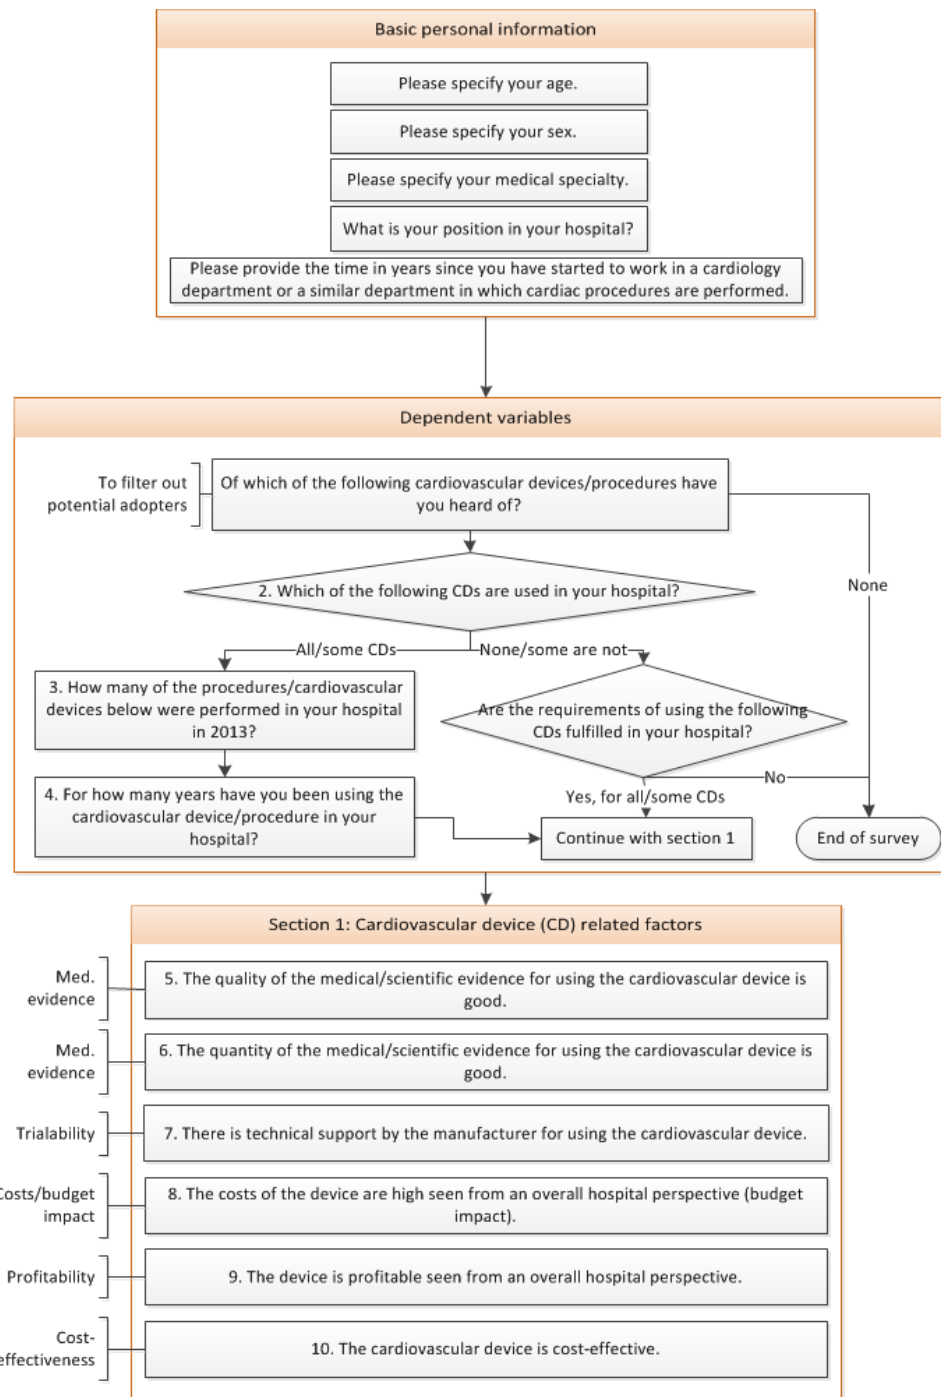 Basic personal information
Please specify your age.
Please specify your sex.
Please specify your medical specialty.
What is your position in your hospital?
Please provide the time in years since you have started to work in a cardiology
department or a similar department in which cardiac procedures are performed.
Dependent variables
To filter out
potential adopters
Of which of the following cardiovascular devices/procedures have
you heard of?
None
2. Which of the following CDs are used in your hospital?
All/some CDs
None/some are not
3. How many of the procedures/cardiovascular
devices below were performed in your hospital
in 2013?
Are the requirements of using the following
CDs fulfilled in your hospital?
No
Yes, for all/some CDs
4. For how many years have you been using the
cardiovascular device/procedure in your
hospital?
Continue with section 1
End of survey
Section 1: Cardiovascular device (CD) related factors
Med.
evidence
5. The quality of the medical/scientific evidence for using the cardiovascular device is
good.
Med.
evidence
6. The quantity of the medical/scientific evidence for using the cardiovascular device is
good.
Trialability
7. There is technical support by the manufacturer for using the cardiovascular device.
Costs/budget
impact
8. The costs of the device are high seen from an overall hospital perspective (budget
impact).
Profitability
9. The device is profitable seen from an overall hospital perspective.
Cost-
effectiveness
10. The cardiovascular device is cost-effective.